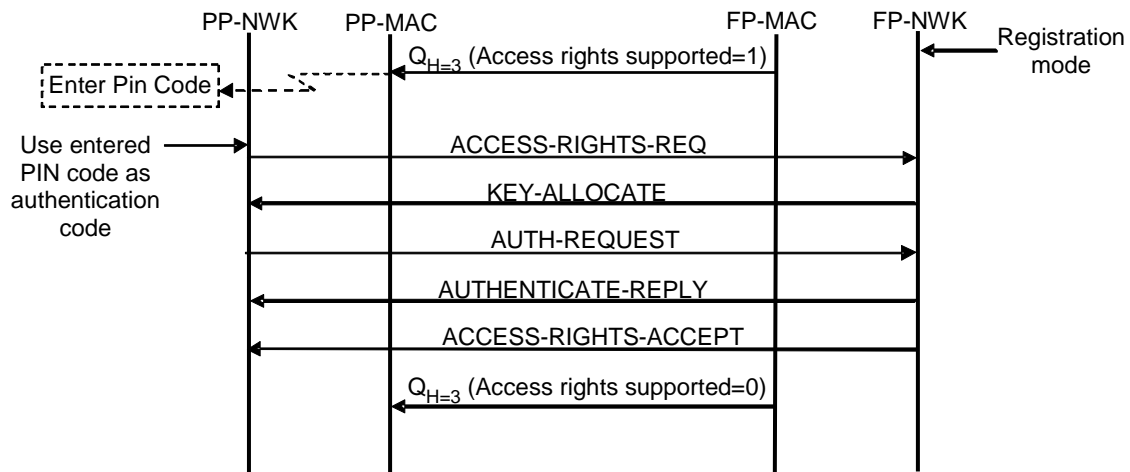 PP-NWK PP-MAC FP-MAC FP-NWK
Registration
mode
Q_H=3 (Access rights supported=1)
Enter Pin Code
Use entered
PIN code as
authentication
code
ACCESS-RIGHTS-REQ
KEY-ALLOCATE
AUTH-REQUEST
AUTHENTICATE-REPLY
ACCESS-RIGHTS-ACCEPT
Q_H=3 (Access rights supported=0)